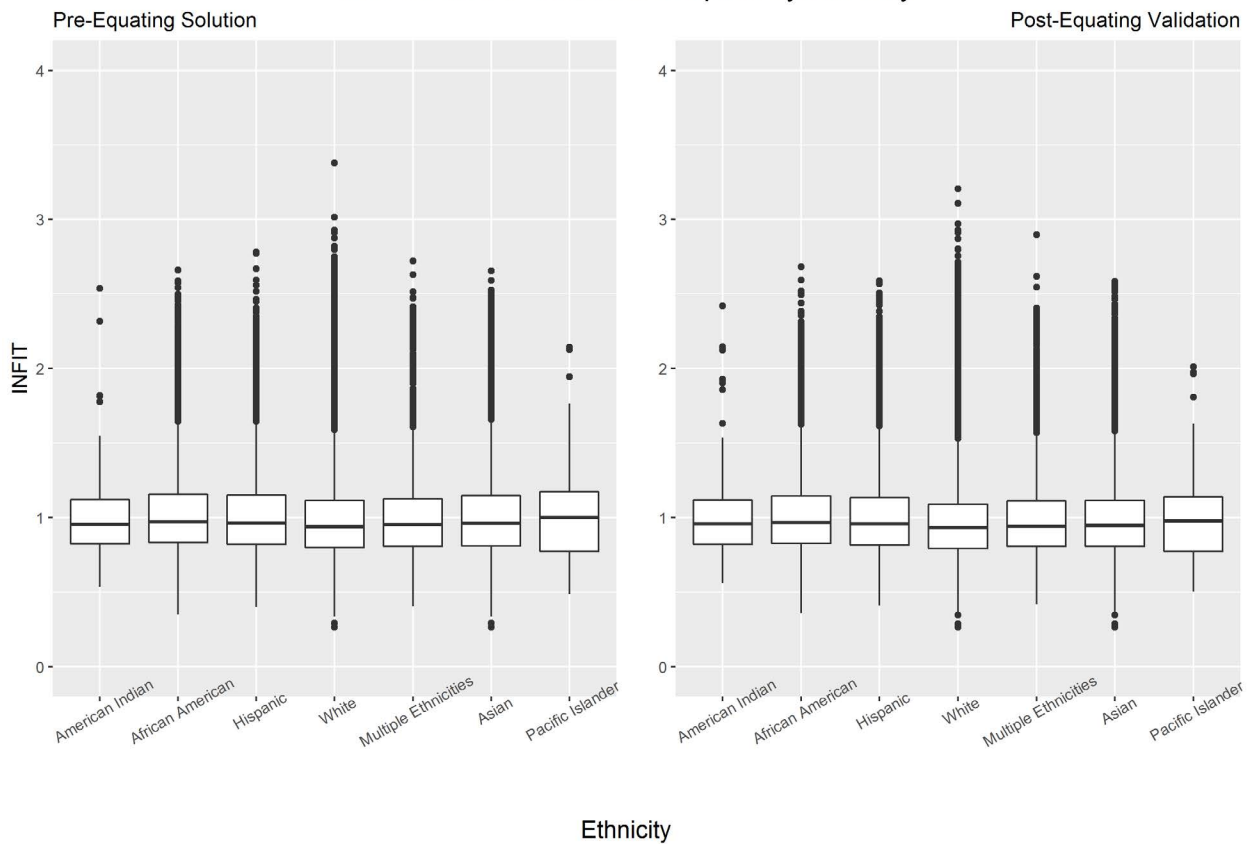 Pre-Equating Solution
Post-Equating Validation
INFIT
4
3
2
1
0
4
3
2
1
0
American Indian
African American
Hispanic
White
Multiple Ethnicities
Asian
Pacific Islander
American Indian
African American
Hispanic
White
Multiple Ethnicities
Asian
Pacific Islander
Ethnicity